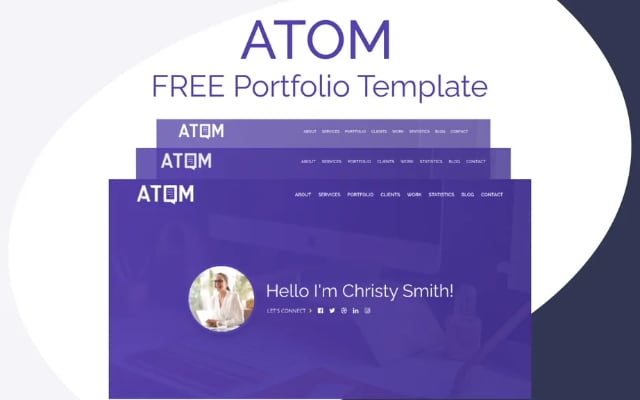 ATOM
FREE Portfolio Template
ATOM ABOUT SERVICES PORTFOLIO CLIENTS WORK STATISTICS BLOG CONTACT
ATOM ABOUT SERVICES PORTFOLIO CLIENTS WORK STATISTICS BLOG CONTACT
ATOM ABOUT SERVICES PORTFOLIO CLIENTS WORK STATISTICS BLOG CONTACT
Hello I'm Christy Smith!
LET'S CONNECT >